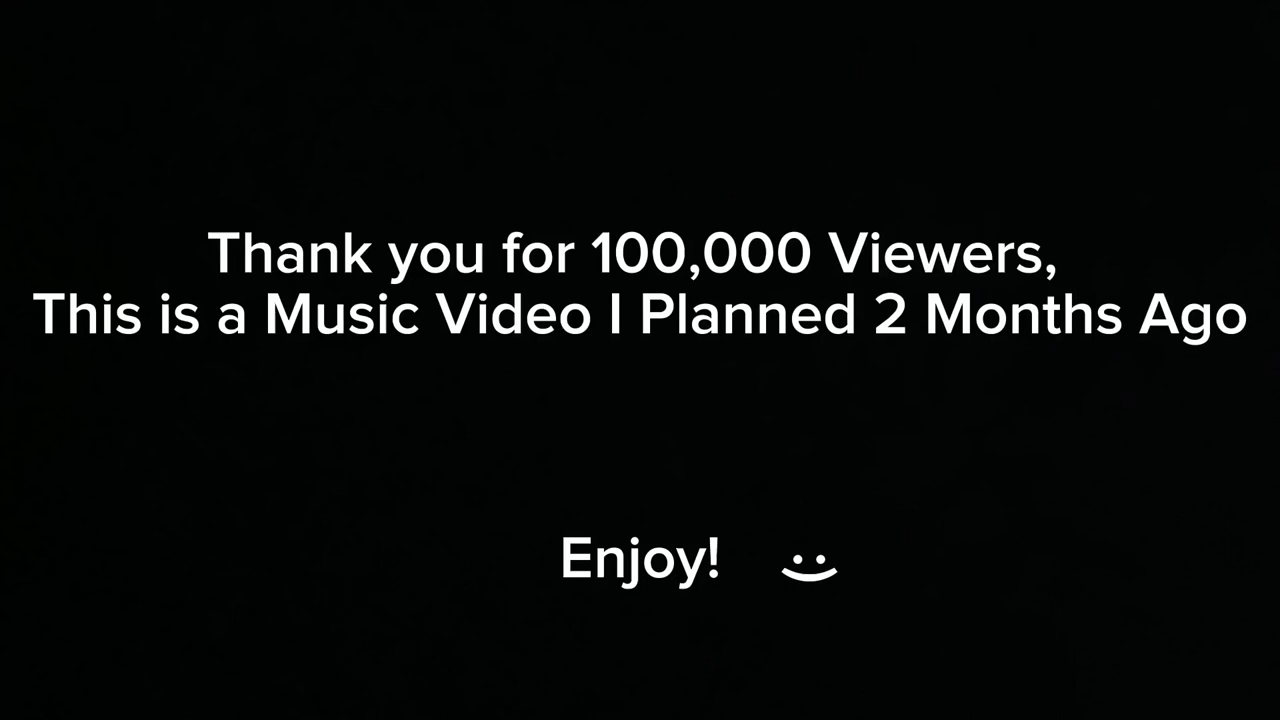 Thank you for 100,000 Viewers,
This is a Music Video I Planned 2 Months Ago
Enjoy! :)